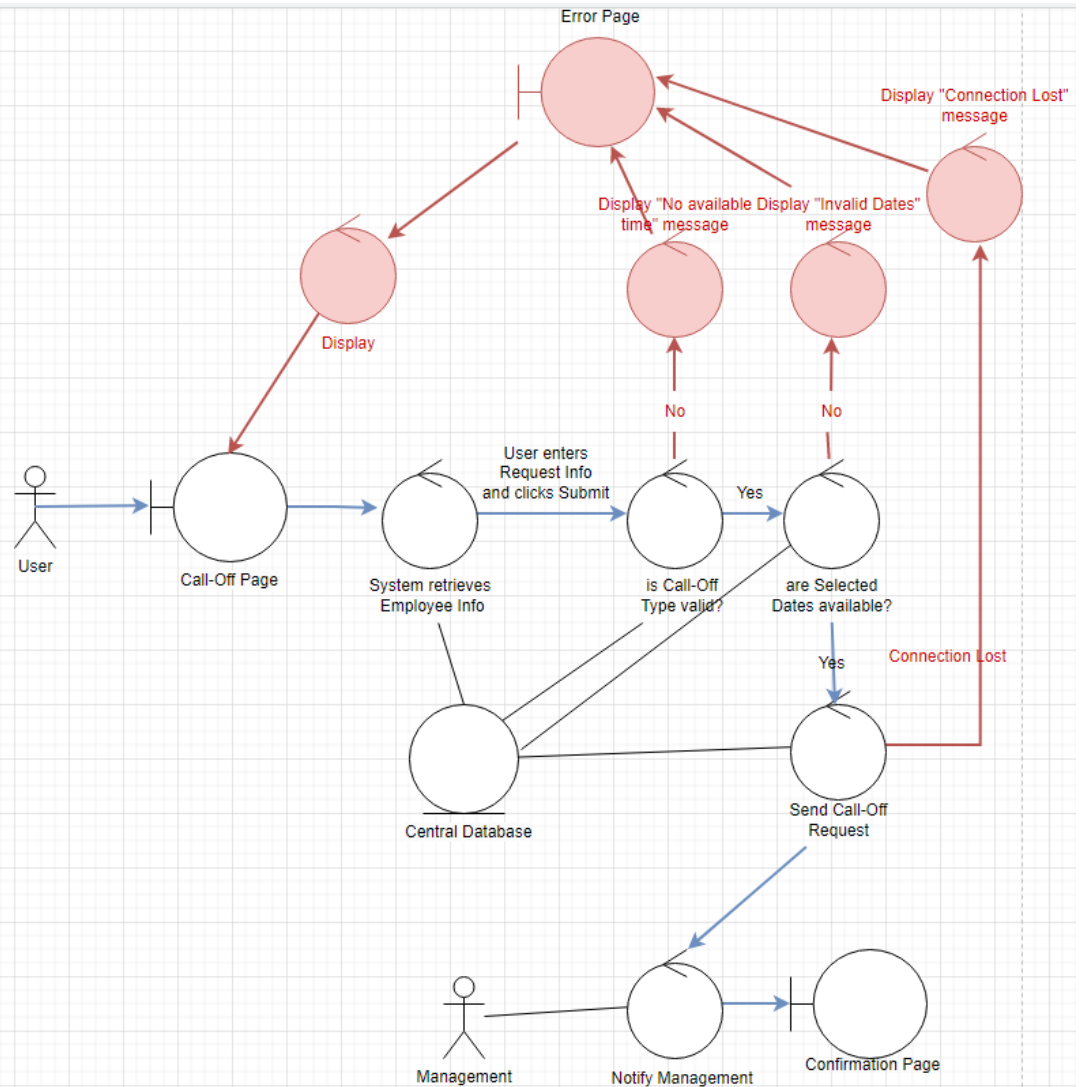 Error Page
Display "Connection Lost"
message
Display "No available
time" message
Display "Invalid Dates"
message
Display
No
No
User enters
Request Info
and clicks Submit
Yes
User
Call-Off Page
System retrieves
Employee Info
is Call-Off
Type valid?
are Selected
Dates available?
Yes
Connection Lost
Central Database
Send Call-Off
Request
Management
Notify Management
Confirmation Page